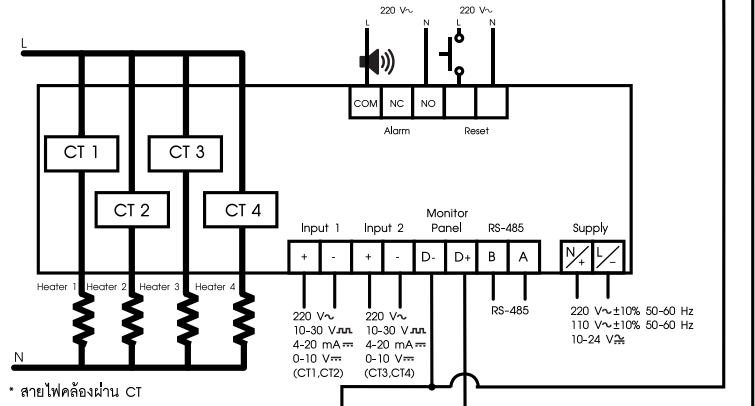 220 V~ 220 V~
L N L N
L
COM NC NO
Alarm Reset
CT 1 CT 3
CT 2 CT 4
Input 1 Input 2 Monitor Panel RS-485 Supply
+ - + - D- D+ B A N/+ L/-
Heater 1 Heater 2 Heater 3 Heater 4
RS-485
220 V~
10-30 V
4-20 mA
0-10 V
(CT1,CT2)
220 V~
10-30 V
4-20 mA
0-10 V
(CT3,CT4)
220 V~±10% 50-60 Hz
110 V~±10% 50-60 Hz
10-24 V
N
* สายไฟคล้องผ่าน CT